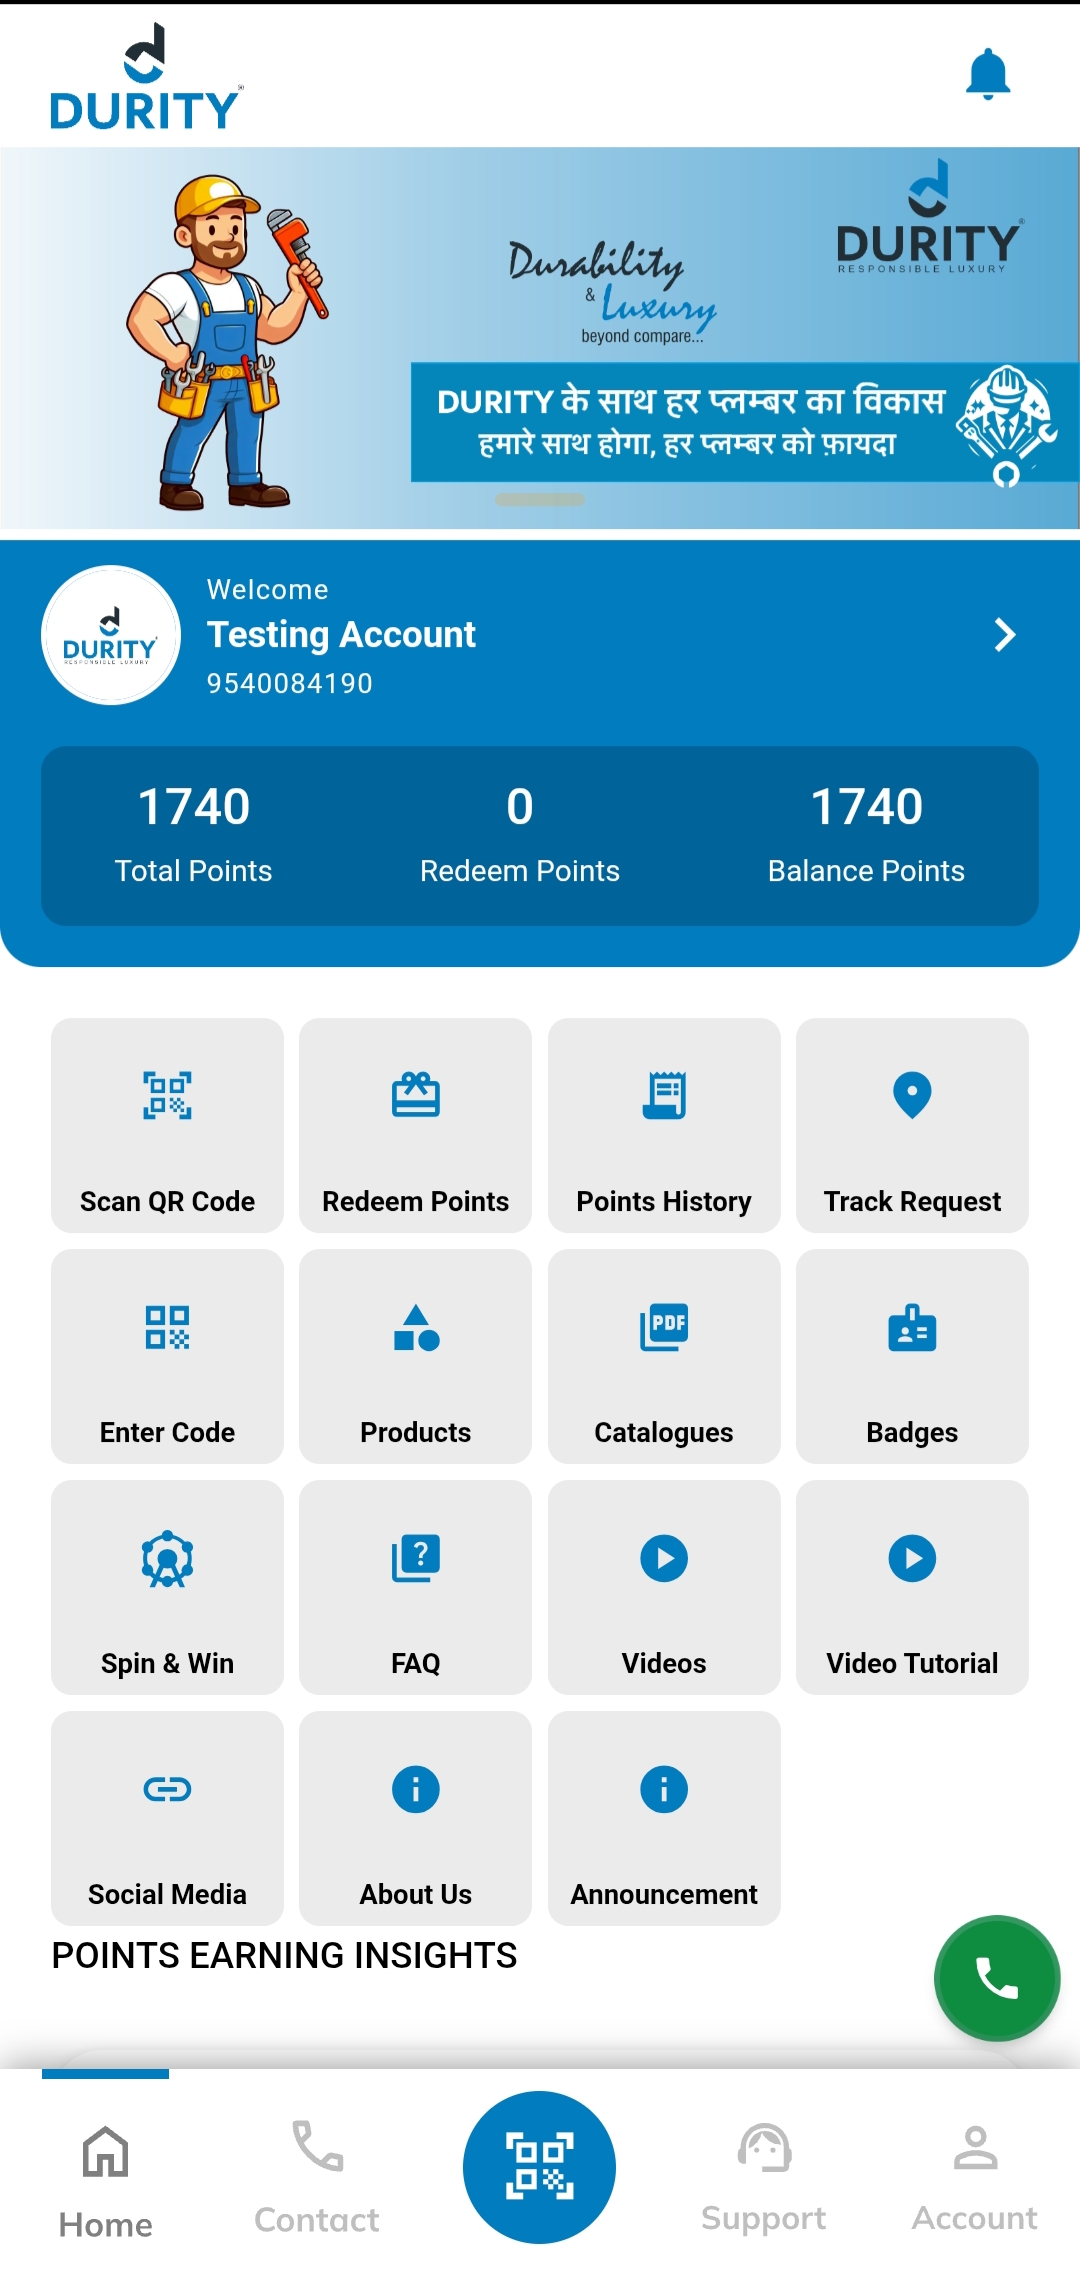 DURITY
DURITY
RESPONSIBLE LUXURY
Durability
& Luxury
beyond compare...
DURITY के साथ हर प्लम्बर का विकास
हमारे साथ होगा, हर प्लम्बर को फ़ायदा
DURITY
RESPONSIBLE LUXURY
Welcome
Testing Account
9540084190
1740 0 1740
Total Points Redeem Points Balance Points
Scan QR Code Redeem Points Points History Track Request
PDF
Enter Code Products Catalogues Badges
?
Spin & Win FAQ Videos Video Tutorial
Social Media About Us Announcement
POINTS EARNING INSIGHTS
Home Contact Support Account